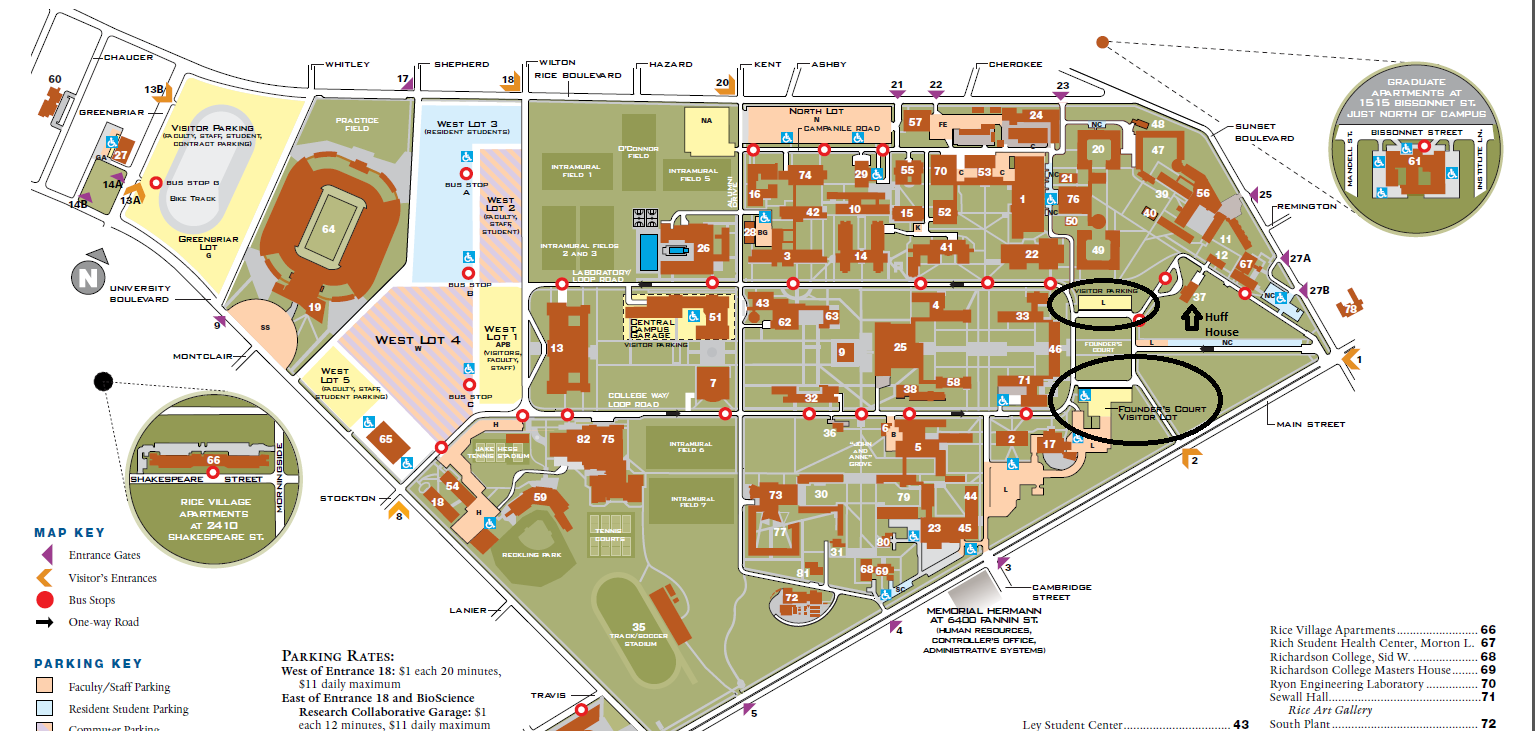 CHAUCER
60
13B
GREENBRIAR
27
GA
14A
14B
13A
VISITOR PARKING
(FACULTY, STAFF, STUDENT,
CONTRACT PARKING)
BUS STOP G
BIKE TRACK
GREENBRIAR
LOT
G
N
UNIVERSITY
BOULEVARD
9
MONTCLAIR
SS
WHITLEY
17
SHEPHERD
18
WILTON
RICE BOULEVARD
HAZARD
20
KENT
ASHBY
21
22
CHEROKEE
23
PRACTICE
FIELD
64
19
WEST LOT 3
(RESIDENT STUDENTS)
BUS STOP
A
WEST
LOT 2
(FACULTY,
STAFF,
STUDENT)
BUS STOP
B
WEST LOT 4
W
WEST
LOT 1
APB
(VISITORS,
FACULTY,
STAFF)
BUS STOP
C
WEST
LOT 5
(FACULTY, STAFF,
STUDENT PARKING)
65
INTRAMURAL
FIELD 1
O'CONNOR
FIELD
INTRAMURAL
FIELD 5
NA
ALUMNI
DRIVE
INTRAMURAL FIELDS
2 AND 3
26
LABORATORY/
LOOP ROAD
NORTH LOT
N
CAMPANILE ROAD
57
FE
24
C
16
74
29
55
70
C
53
C
1
42
10
15
52
28
BG
3
14
K
41
22
NC
20
48
47
NC
21
76
NC
50
49
39
40
56
11
12
67
25
SUNSET
BOULEVARD
REMINGTON
27A
27B
NC
78
37
Huff
House
VISITOR PARKING
L
FOUNDER'S
COURT
L
NC
1
FOUNDER'S COURT
VISITOR LOT
L
MAIN STREET
2
13
CENTRAL
CAMPUS
GARAGE
VISITOR PARKING
51
7
COLLEGE WAY/
LOOP ROAD
43
62
63
4
33
9
25
46
32
38
58
71
H
JAKE HESS
TENNIS STADIUM
82
75
INTRAMURAL
FIELD 6
36
"JOHN
AND
ANNE"
GROVE
6
B
5
2
17
L
54
18
H
59
RECKLING PARK
TENNIS
COURTS
INTRAMURAL
FIELD 7
73
30
79
44
77
23
45
31
80
81
68
69
SC
72
3
4
5
35
TRACK/SOCCER
STADIUM
STOCKTON
8
LANIER
TRAVIS
CAMBRIDGE
STREET
MEMORIAL HERMANN
AT 6400 FANNIN ST.
(HUMAN RESOURCES,
CONTROLLER'S OFFICE,
ADMINISTRATIVE SYSTEMS)
GRADUATE
APARTMENTS AT
1515 BISSONNET ST.
JUST NORTH OF CAMPUS
BISSONNET STREET
MANDELL ST.
61
INSTITUTE LN.
66
SHAKESPEARE STREET
MORNINGSIDE
RICE VILLAGE
APARTMENTS
AT 2410
SHAKESPEARE ST.
MAP KEY
Entrance Gates
Visitor's Entrances
Bus Stops
One-way Road
PARKING KEY
Faculty/Staff Parking
Resident Student Parking
Commuter Parking
PARKING RATES:
West of Entrance 18: $1 each 20 minutes,
$11 daily maximum
East of Entrance 18 and BioScience
Research Collaborative Garage: $1
each 12 minutes, $11 daily maximum
Ley Student Center 43
Rice Village Apartments 66
Rich Student Health Center, Morton L. 67
Richardson College, Sid W. 68
Richardson College Masters House 69
Ryon Engineering Laboratory 70
Sewall Hall 71
Rice Art Gallery
South Plant 72